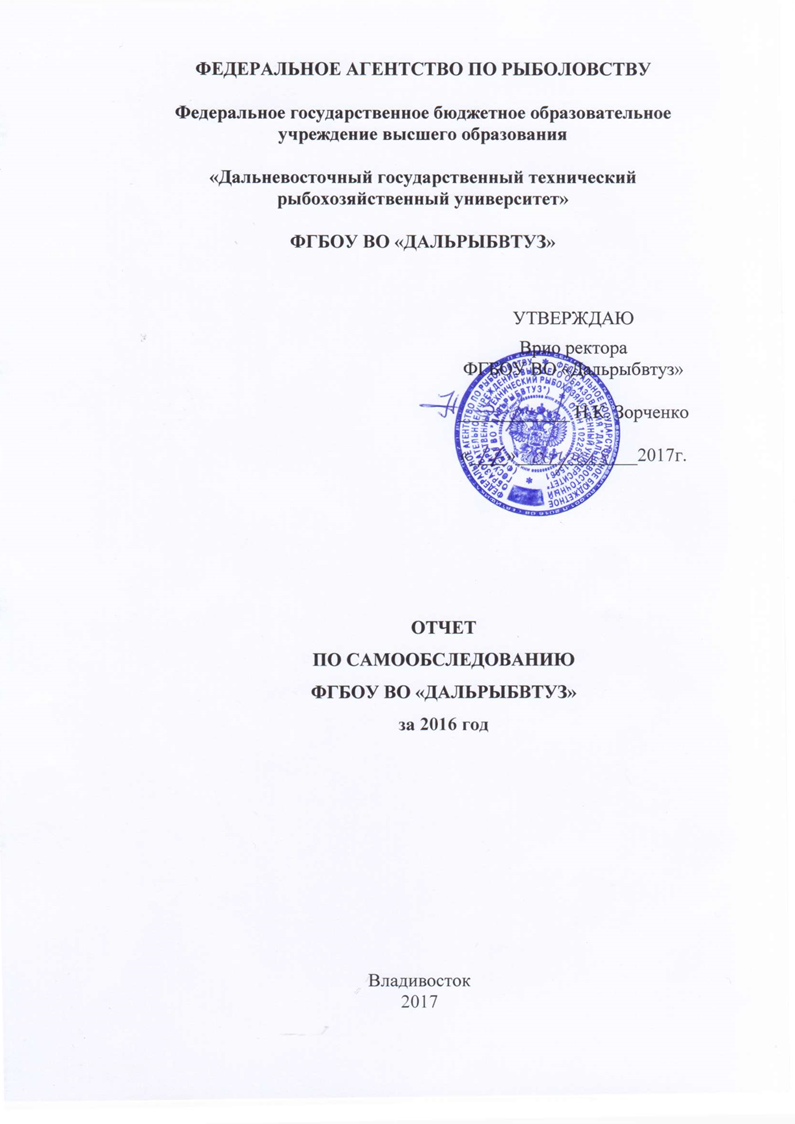 ФЕДЕРАЛЬНОЕ АГЕНТСТВО ПО РЫБОЛОВСТВУ
Федеральное государственное бюджетное образовательное
учреждение высшего образования
«Дальневосточный государственный технический
рыбохозяйственный университет»
ФГБОУ ВО «ДАЛЬРЫБВТУЗ»
УТВЕРЖДАЮ
Врио ректора
ФГБОУ ВО «Дальрыбвтуз»
Н.К. Зорченко
2017г.
ОТЧЕТ
ПО САМООБСЛЕДОВАНИЮ
ФГБОУ ВО «ДАЛЬРЫБВТУЗ»
за 2016 год
Владивосток
2017